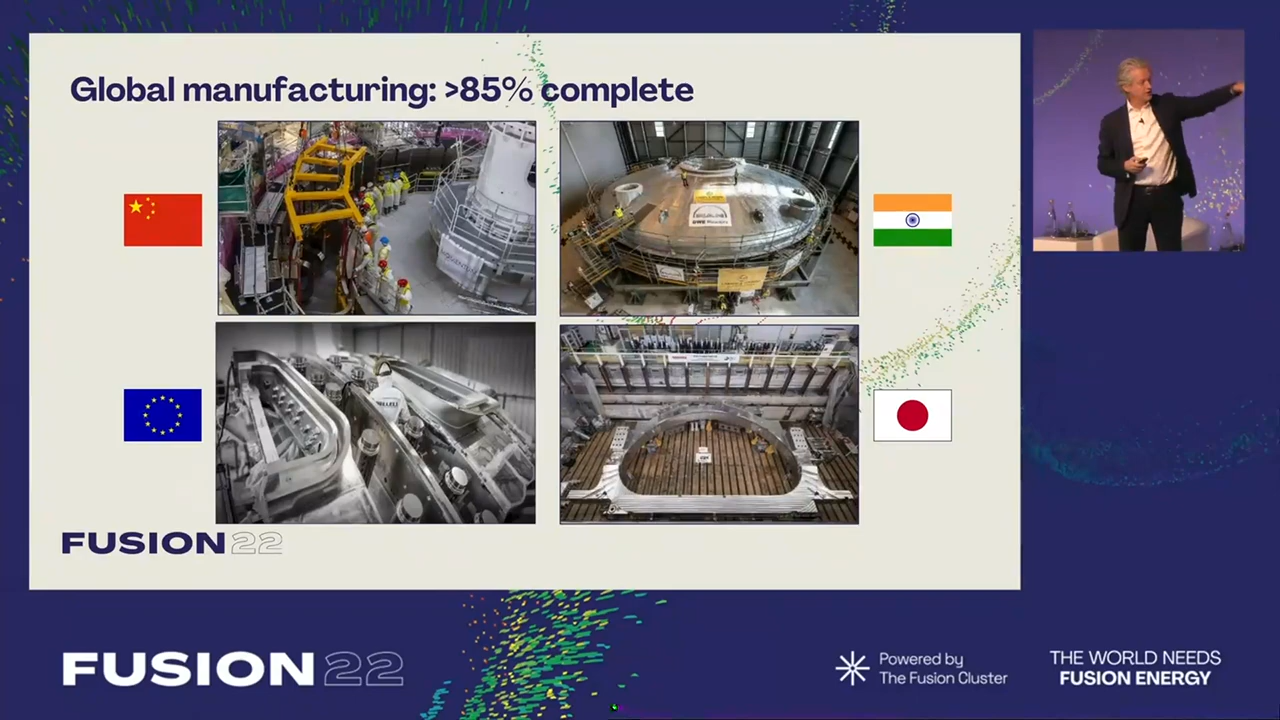 Global manufacturing: >85% complete
FUSION22
FUSION22
Powered by
The Fusion Cluster
THE WORLD NEEDS
FUSION ENERGY